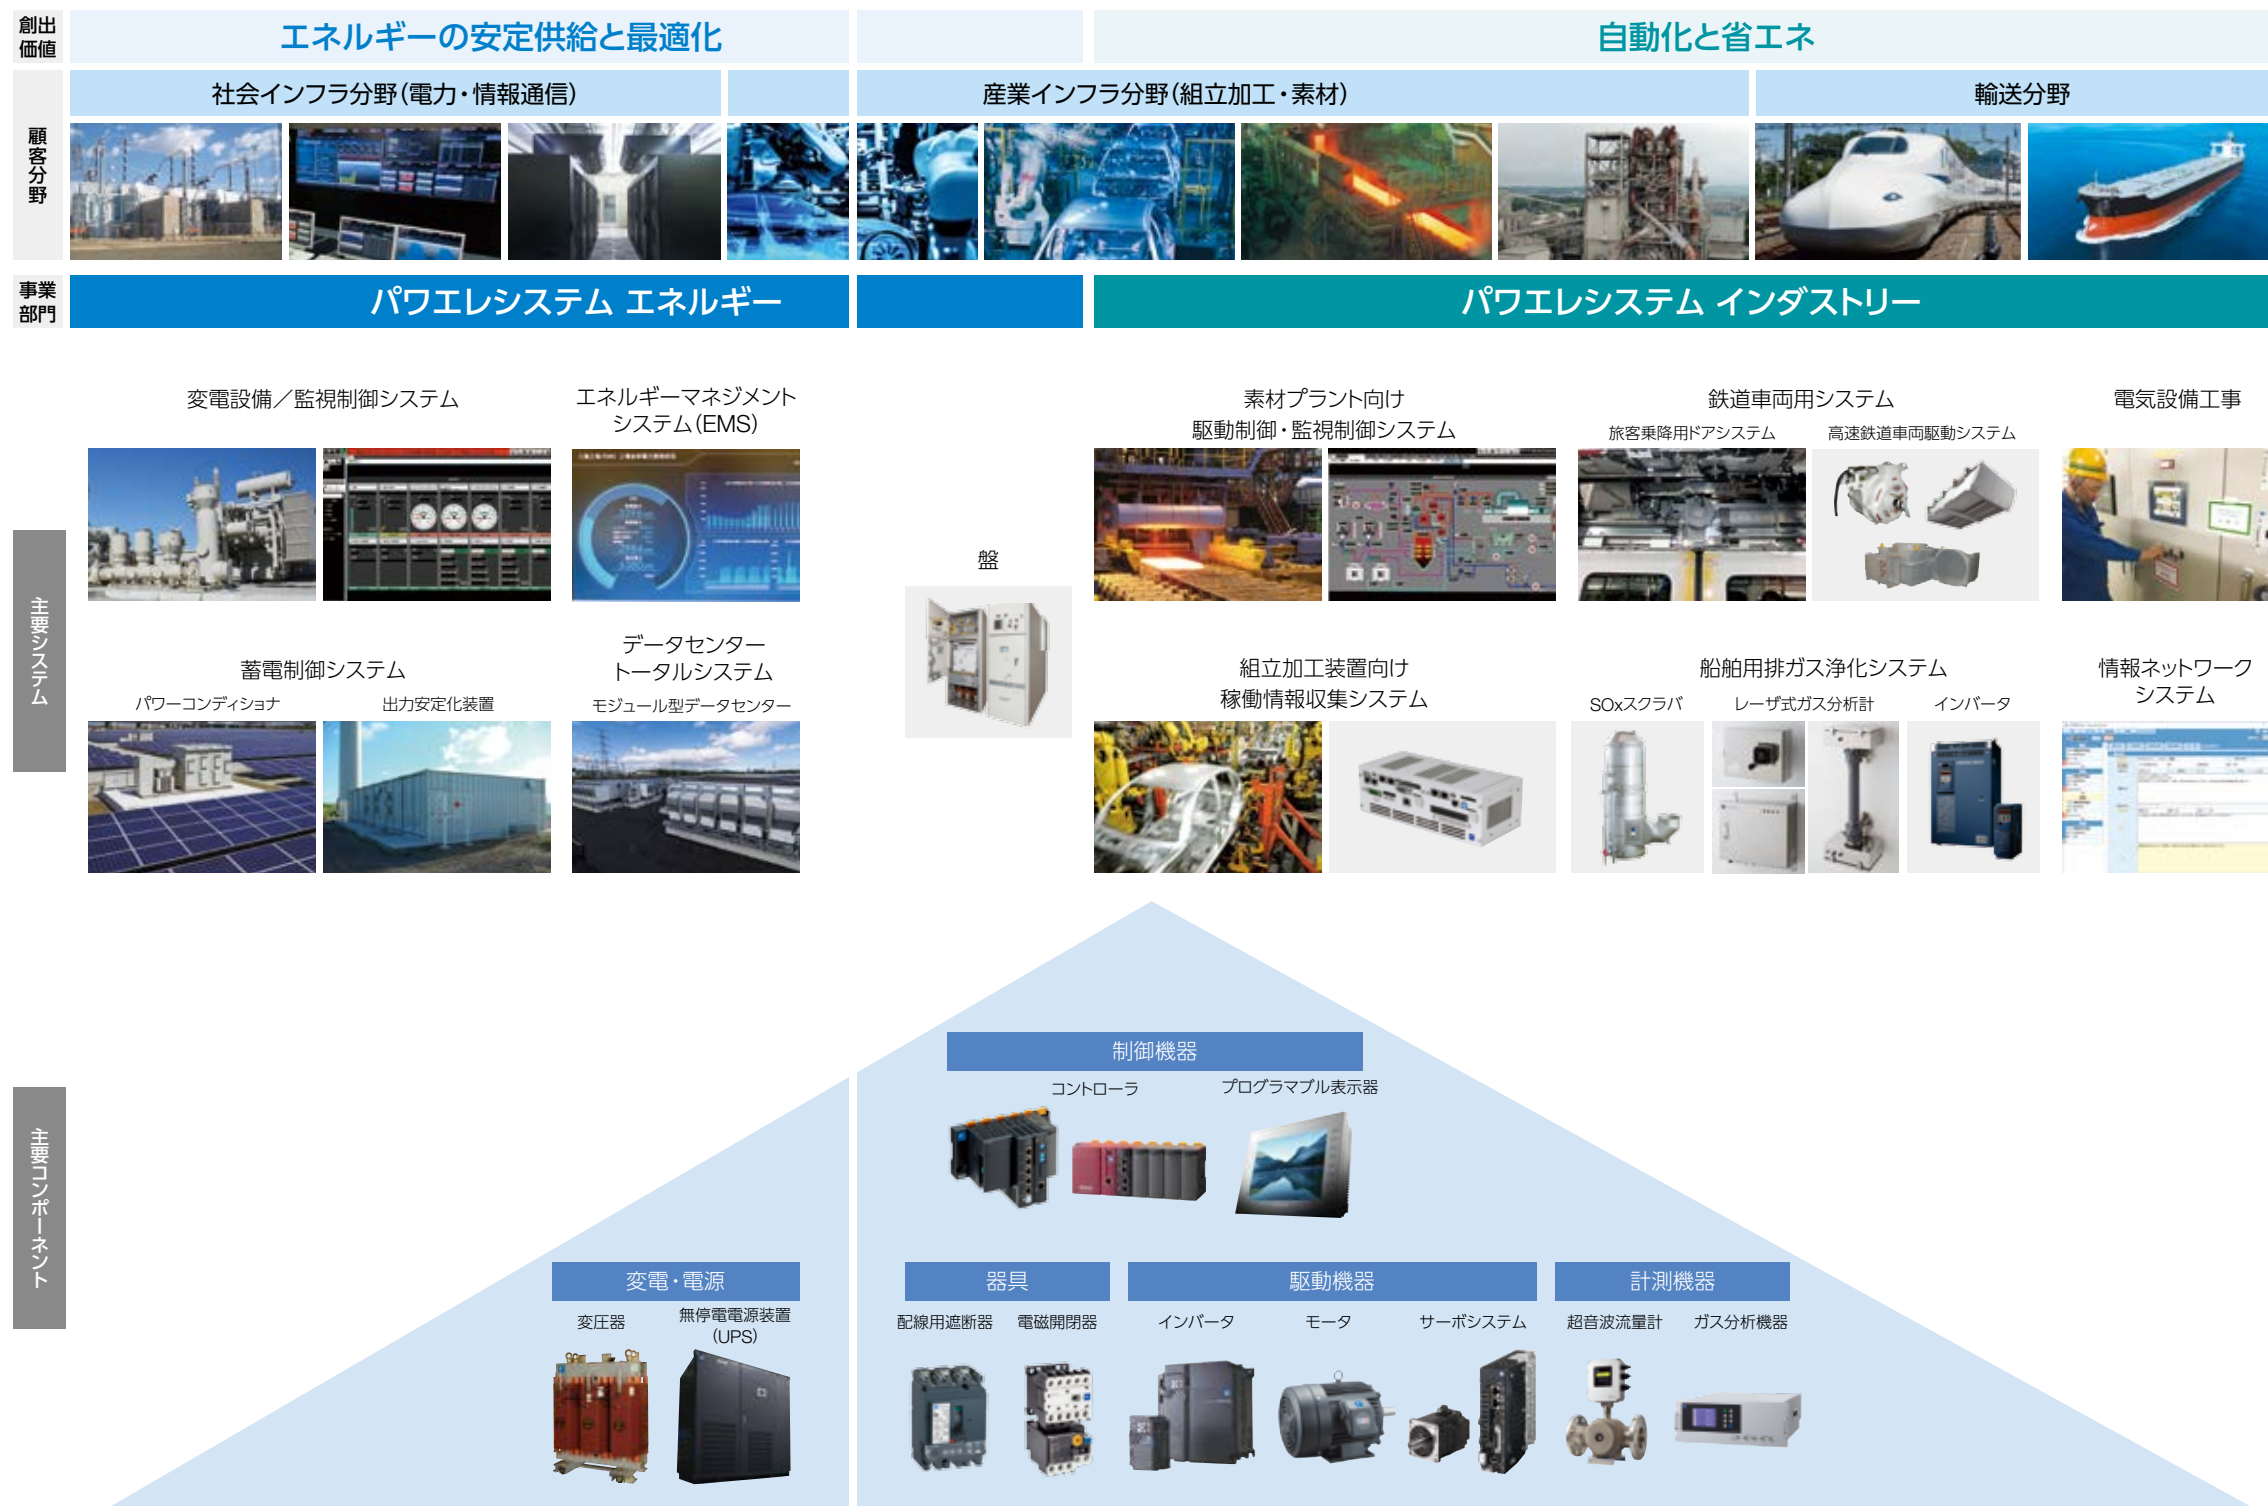 創出
価値
エネルギーの安定供給と最適化
自動化と省エネ
顧客分野
社会インフラ分野(電力・情報通信)
産業インフラ分野(組立加工・素材)
輸送分野
事業
部門
パワエレシステム エネルギー
パワエレシステム インダストリー
主要システム
変電設備／監視制御システム
エネルギーマネジメント
システム(EMS)
蓄電制御システム
パワーコンディショナ
出力安定化装置
データセンター
トータルシステム
モジュール型データセンター
盤
素材プラント向け
駆動制御・監視制御システム
鉄道車両用システム
旅客乗降用ドアシステム
高速鉄道車両駆動システム
電気設備工事
組立加工装置向け
稼働情報収集システム
船舶用排ガス浄化システム
SOxスクラバ
レーザ式ガス分析計
インバータ
情報ネットワーク
システム
主要コンポーネント
制御機器
コントローラ
プログラマブル表示器
変電・電源
変圧器
無停電電源装置
(UPS)
器具
配線用遮断器
電磁開閉器
駆動機器
インバータ
モータ
サーボシステム
計測機器
超音波流量計
ガス分析機器